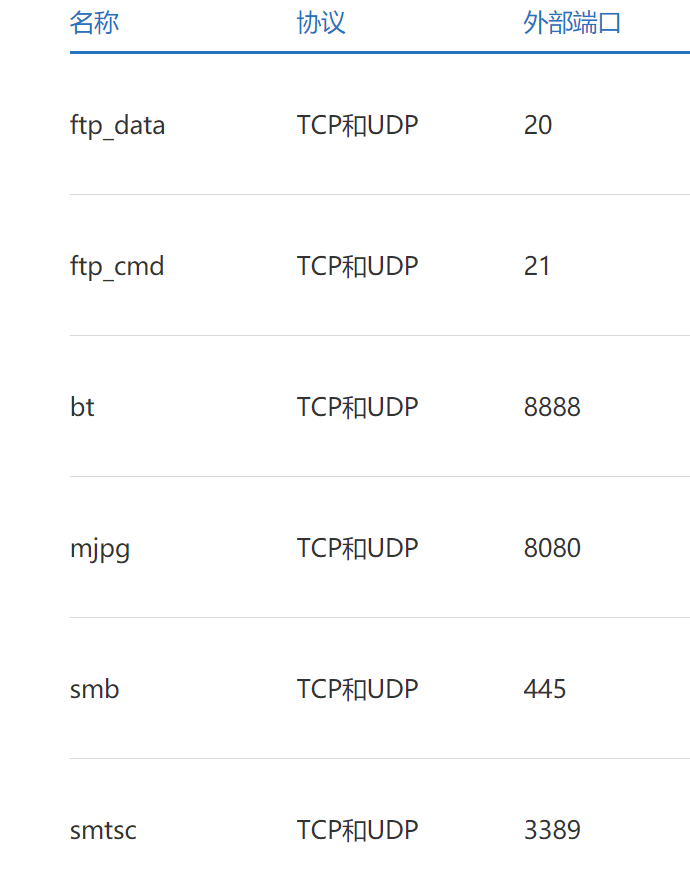 名称 协议 外部端口
ftp_data TCP和UDP 20
ftp_cmd TCP和UDP 21
bt TCP和UDP 8888
mjpg TCP和UDP 8080
smb TCP和UDP 445
smtsc TCP和UDP 3389